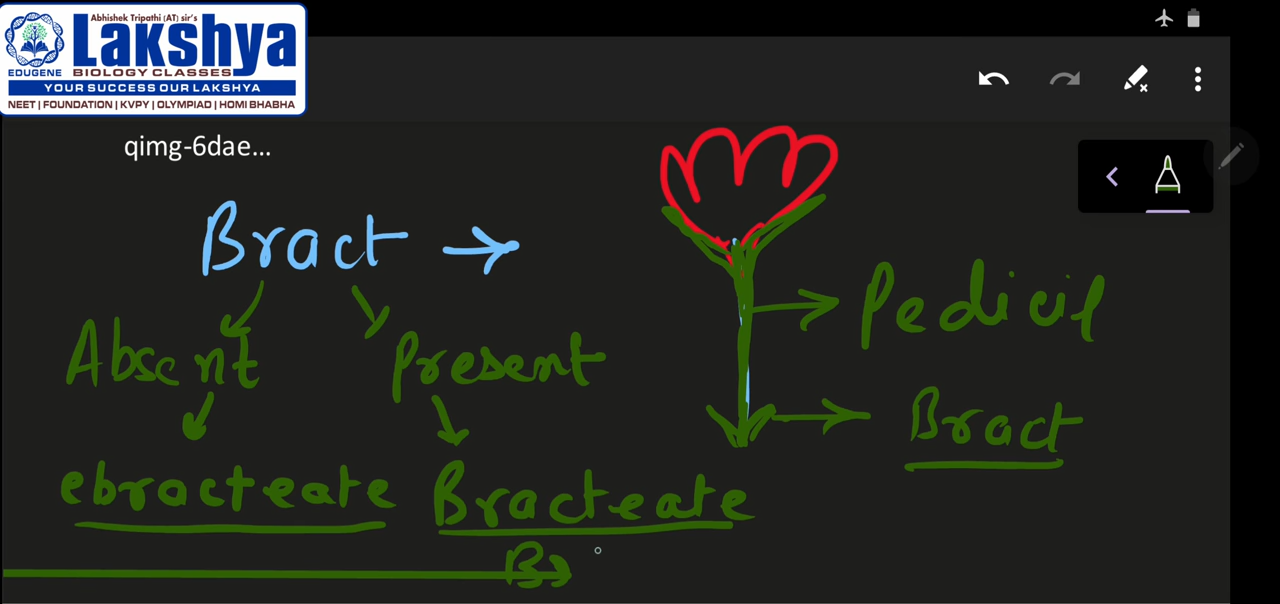 Abhishek Tripathi (AT) sir's
Lakshya
EDUGENE BIOLOGY CLASSES
YOUR SUCCESS OUR LAKSHYA
NEET | FOUNDATION | KVPY | OLYMPIAD | HOMI BHABHA
qimg-6dae...
Bract →
Absent Present
→ Pedicil
→ Bract
ebracteate Bracteate